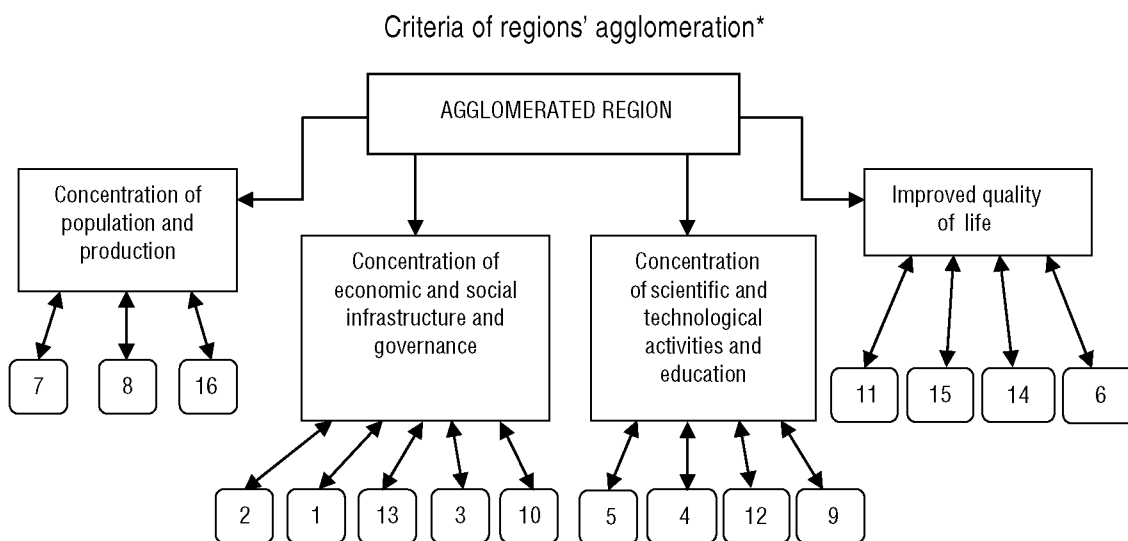 Criteria of regions' agglomeration*
AGGLOMERATED REGION
Concentration of
population and
production
7
8
16
Concentration of
economic and social
infrastructure and
governance
2
1
13
3
10
Concentration
of scientific and
technological
activities and
education
5
4
12
9
Improved quality
of life
11
15
14
6